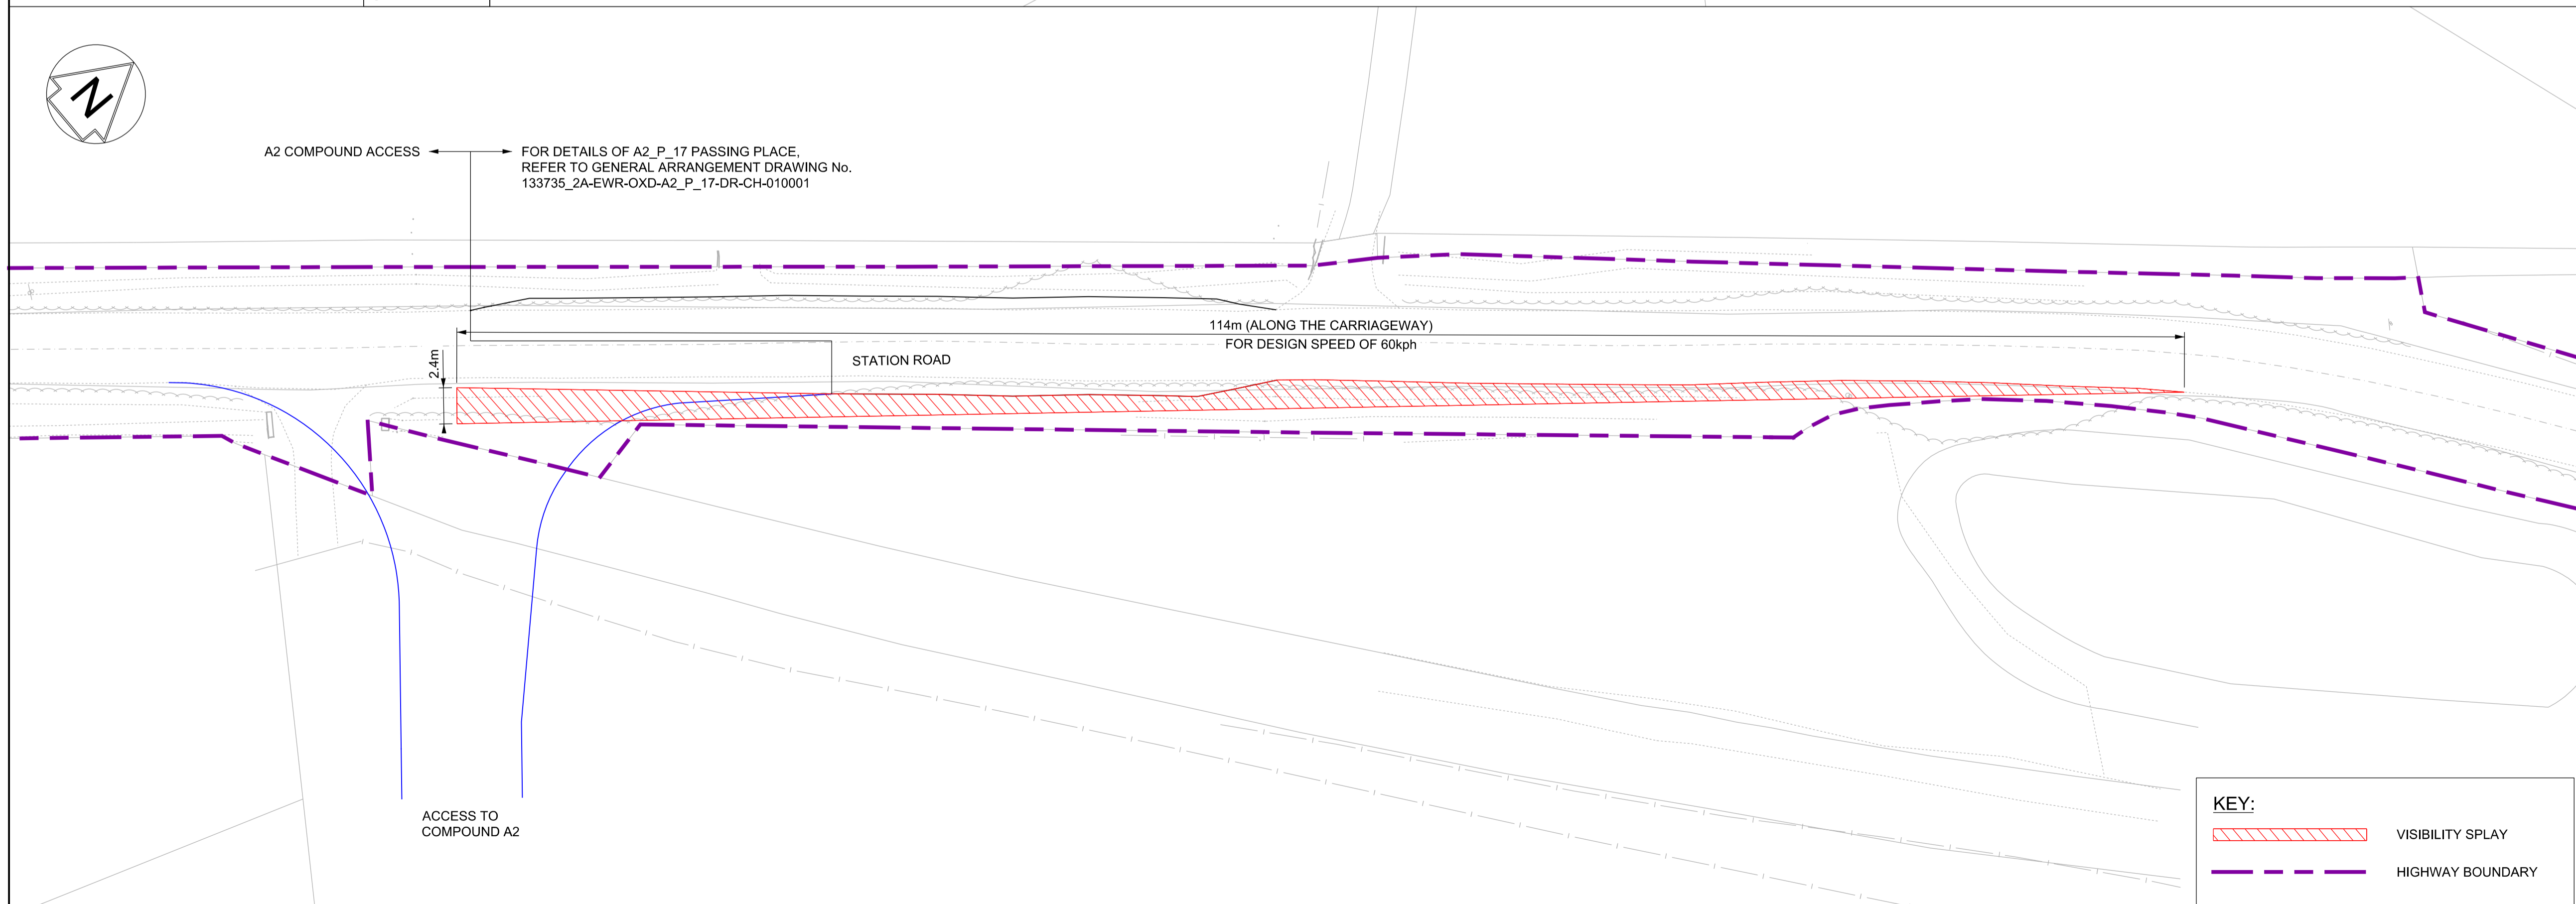 N
A2 COMPOUND ACCESS
FOR DETAILS OF A2_P_17 PASSING PLACE,
REFER TO GENERAL ARRANGEMENT DRAWING No.
133735_2A-EWR-OXD-A2_P_17-DR-CH-010001
114m (ALONG THE CARRIAGEWAY)
FOR DESIGN SPEED OF 60kph
2.4m
STATION ROAD
ACCESS TO
COMPOUND A2
KEY:
VISIBILITY SPLAY
HIGHWAY BOUNDARY